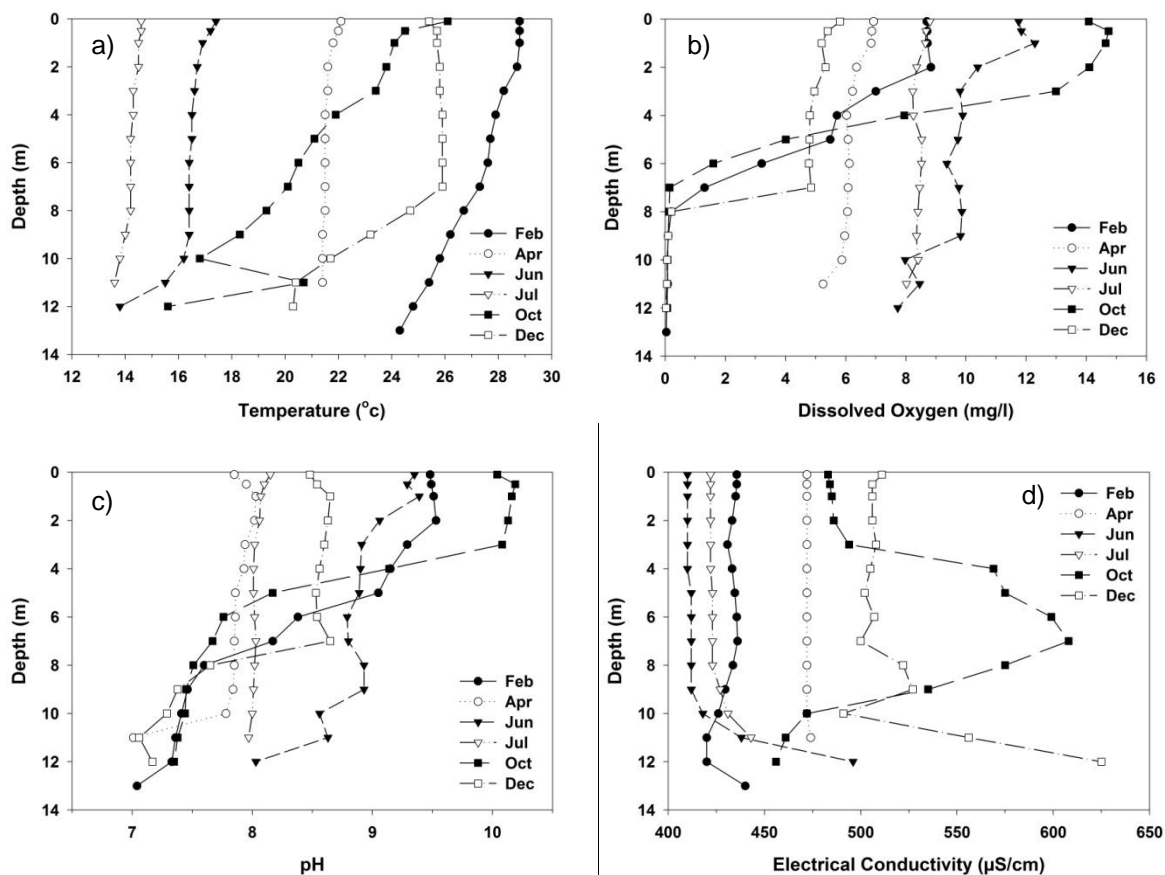 a)
0
2
4
6
8
10
12
14
Depth (m)
12 14 16 18 20 22 24 26 28 30
Temperature (°c)
Feb
Apr
Jun
Jul
Oct
Dec
b)
0
2
4
6
8
10
12
14
Depth (m)
0 2 4 6 8 10 12 14 16
Dissolved Oxygen (mg/l)
Feb
Apr
Jun
Jul
Oct
Dec
c)
0
2
4
6
8
10
12
14
Depth (m)
7 8 9 10
pH
Feb
Apr
Jun
Jul
Oct
Dec
d)
0
2
4
6
8
10
12
14
Depth (m)
400 450 500 550 600 650
Electrical Conductivity (µS/cm)
Feb
Apr
Jun
Jul
Oct
Dec